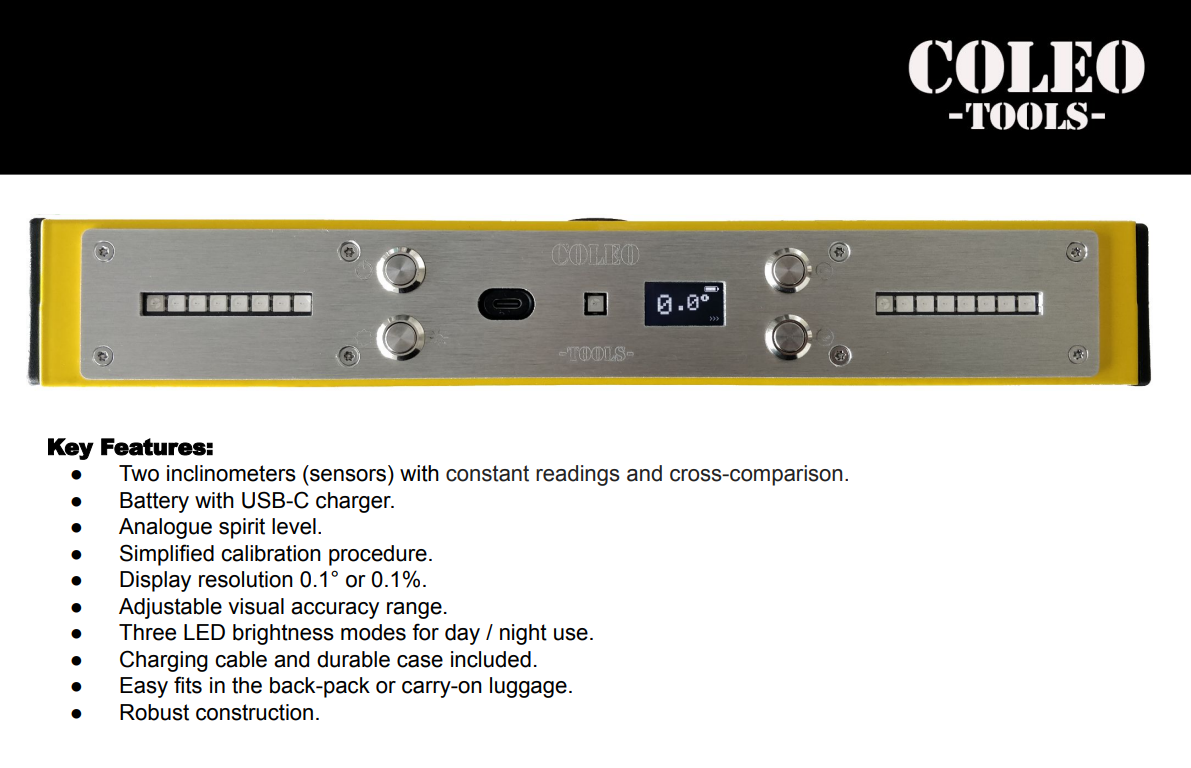 COLEO
-TOOLS-
COLEO
0.0°
>>>
-TOOLS-
Key Features:
● Two inclinometers (sensors) with constant readings and cross-comparison.
● Battery with USB-C charger.
● Analogue spirit level.
● Simplified calibration procedure.
● Display resolution 0.1° or 0.1%.
● Adjustable visual accuracy range.
● Three LED brightness modes for day / night use.
● Charging cable and durable case included.
● Easy fits in the back-pack or carry-on luggage.
● Robust construction.